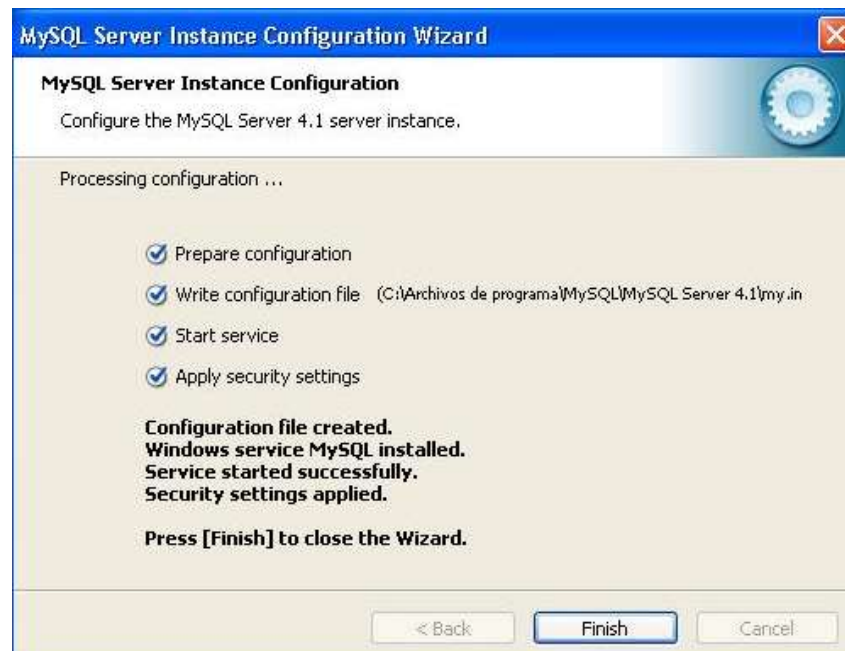 MySQL Server Instance Configuration Wizard
MySQL Server Instance Configuration
Configure the MySQL Server 4.1 server instance.
Processing configuration ...
Prepare configuration
Write configuration file (C:\Archivos de programa\MySQL\MySQL Server 4.1\my.in
Start service
Apply security settings
Configuration file created.
Windows service MySQL installed.
Service started successfully.
Security settings applied.
Press [Finish] to close the Wizard.
< Back Finish Cancel